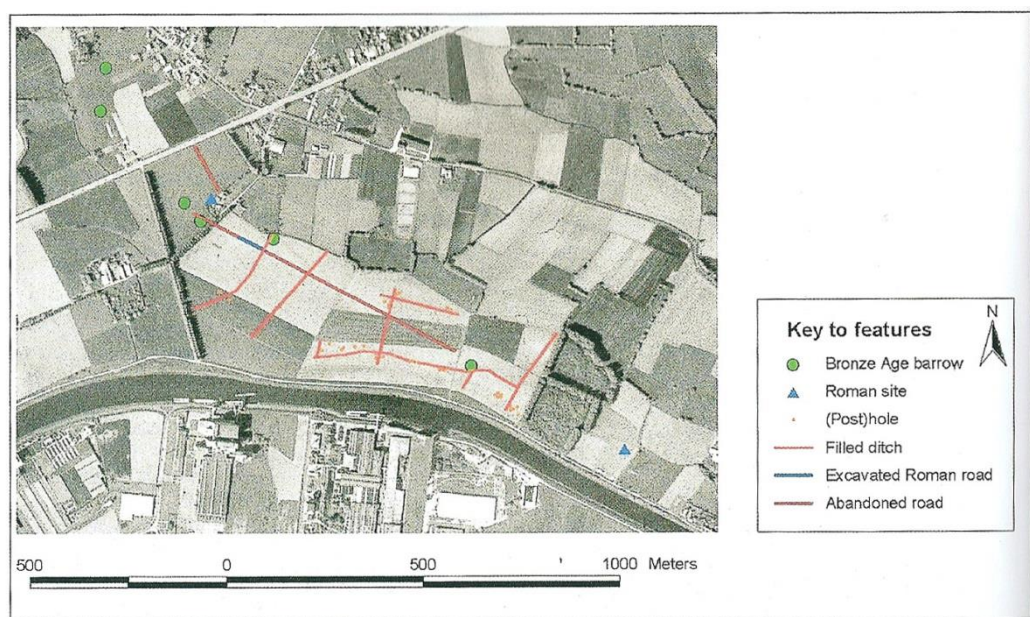 N
Key to features
Bronze Age barrow
Roman site
(Post)hole
Filled ditch
Excavated Roman road
Abandoned road
500 0 500 1000 Meters